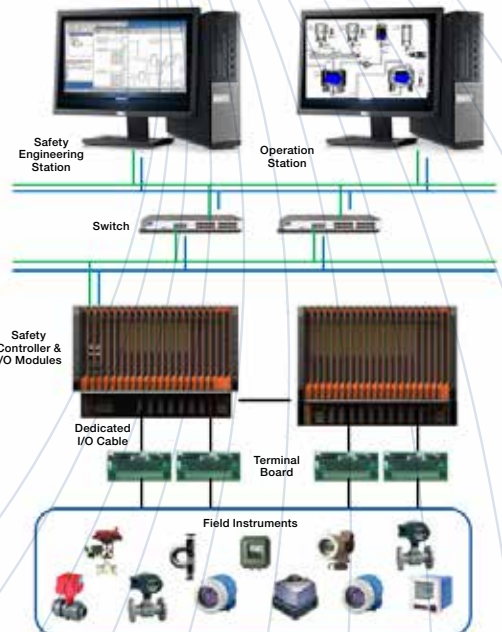 Safety
Engineering
Station
Operation
Station
Switch
Safety
Controller &
I/O Modules
Dedicated
I/O Cable
Terminal
Board
Field Instruments